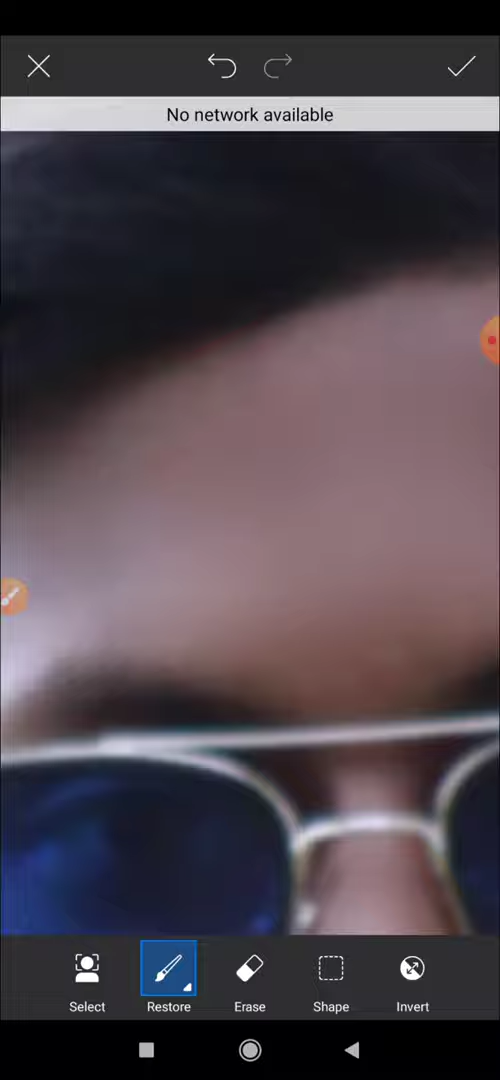 No network available
Select
Restore
Erase
Shape
Invert